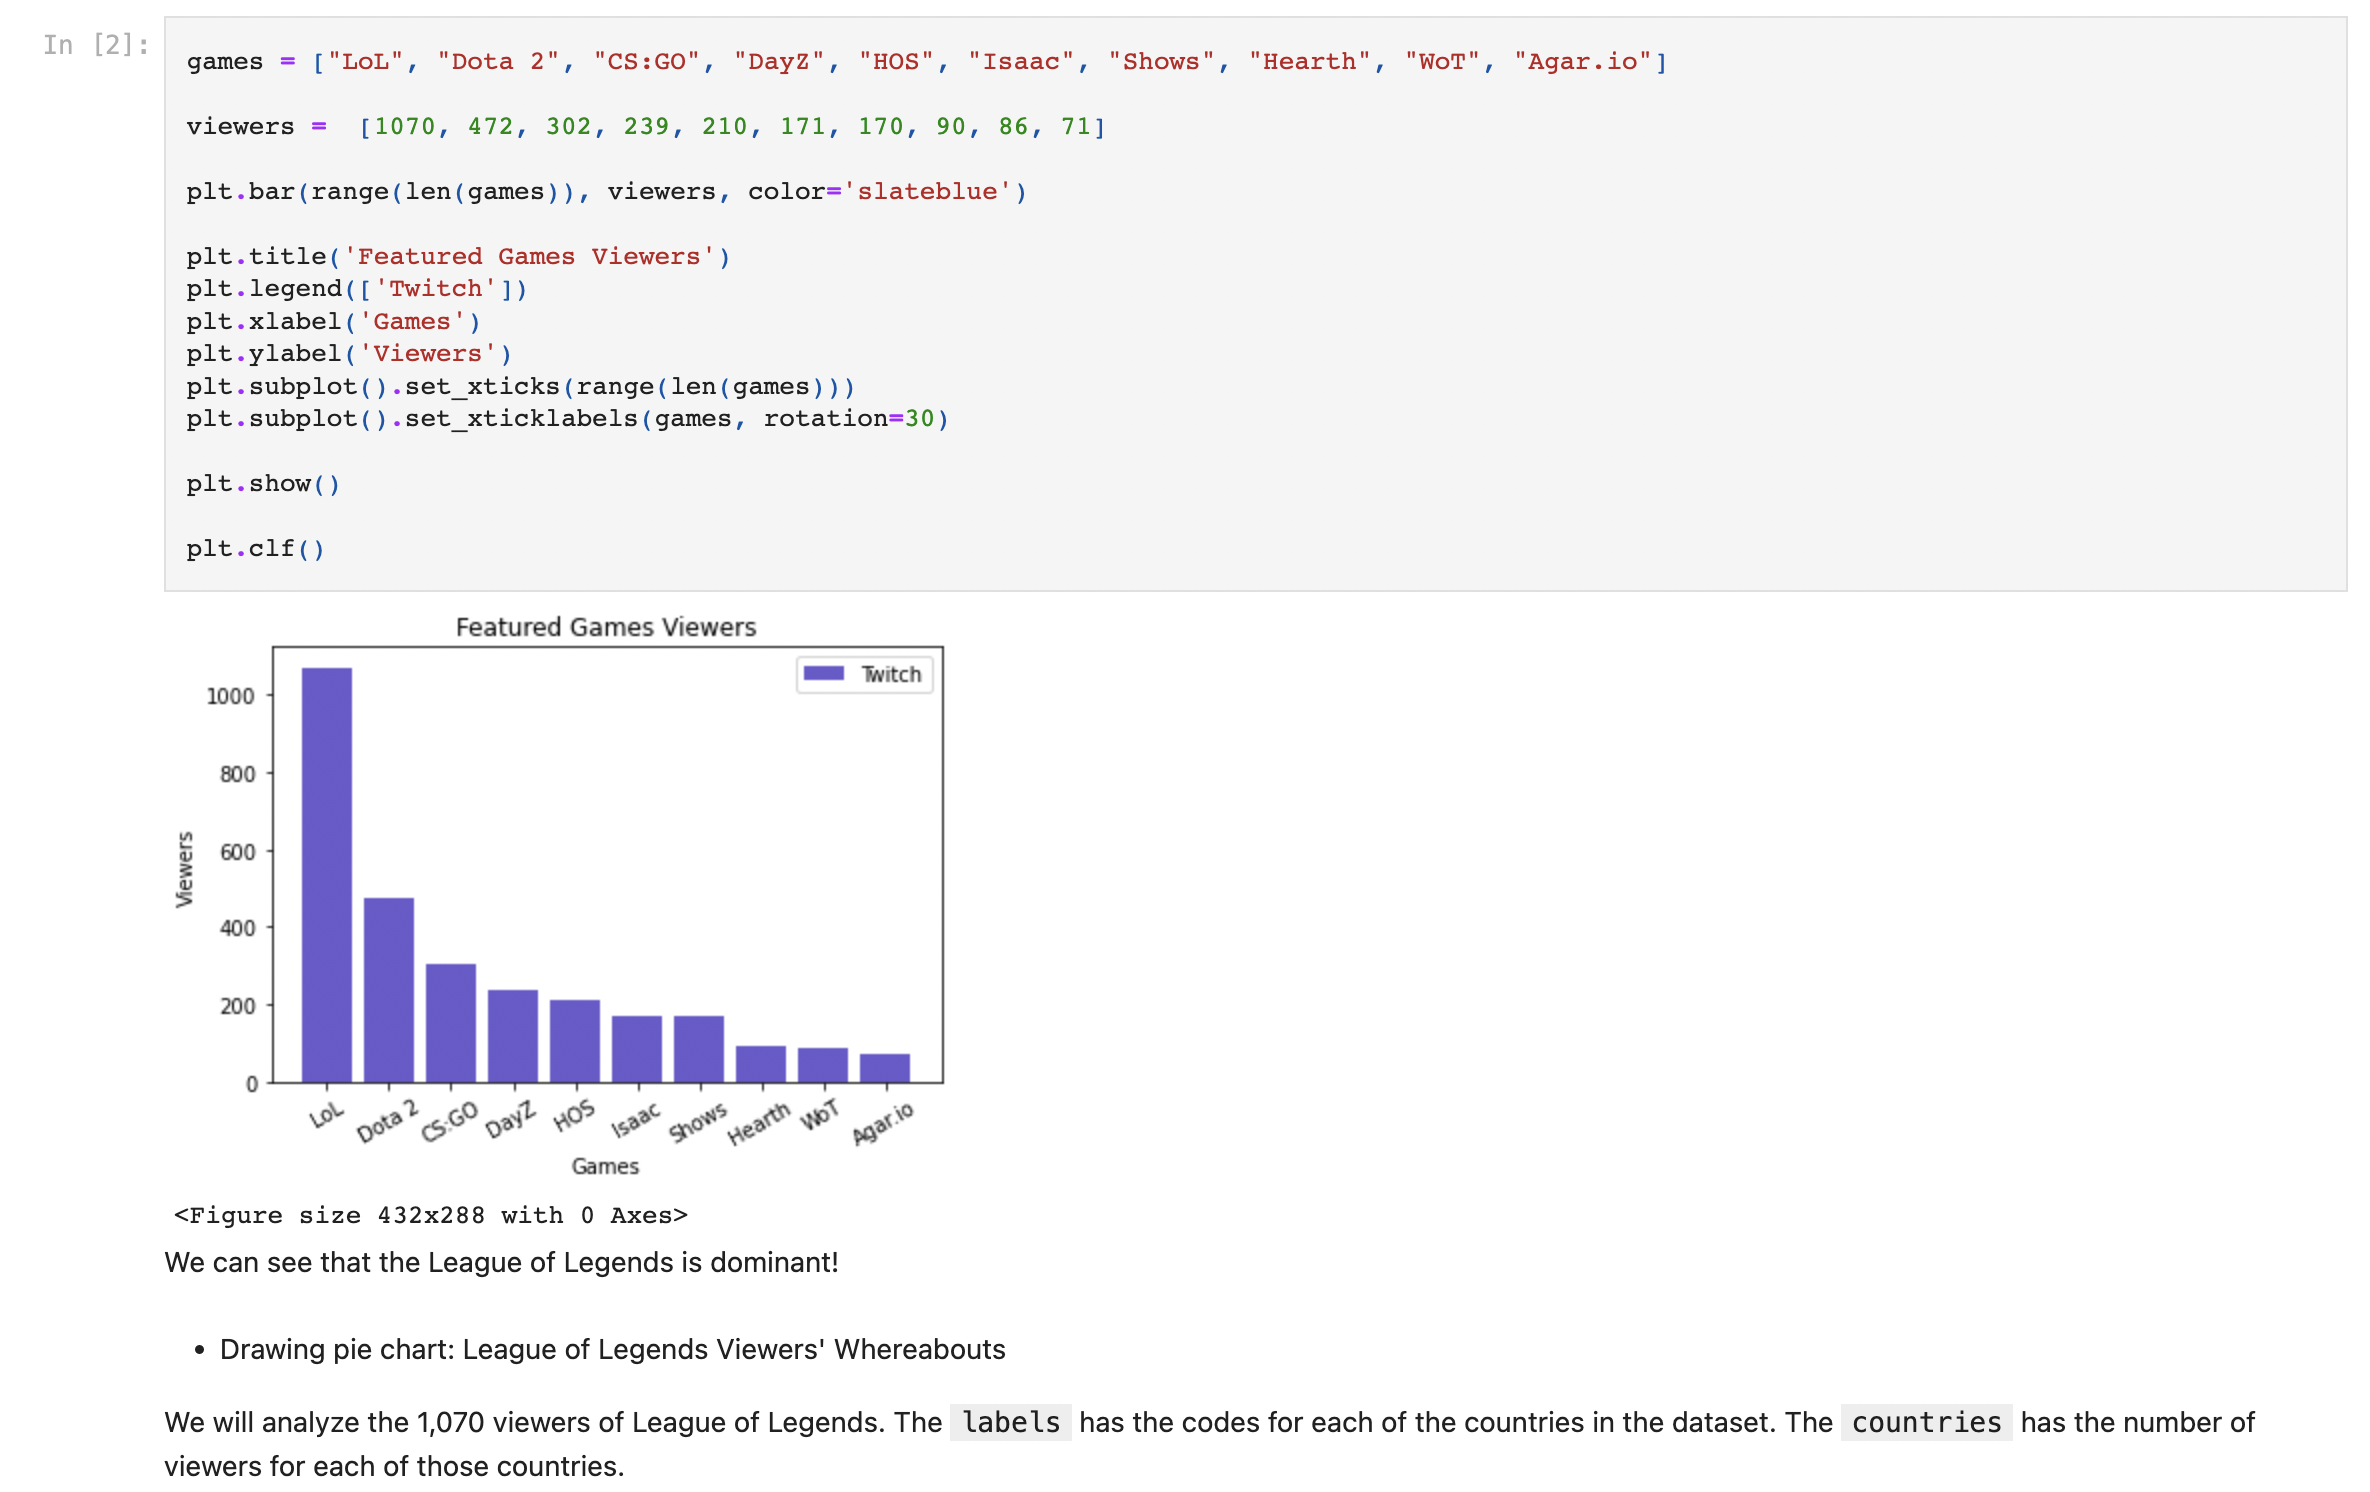 In [2]:
games = ["LoL", "Dota 2", "CS:GO", "DayZ", "HOS", "Isaac", "Shows", "Hearth", "WoT", "Agar.io"]
viewers =  [1070, 472, 302, 239, 210, 171, 170, 90, 86, 71]
plt.bar(range(len(games)), viewers, color='slateblue')
plt.title('Featured Games Viewers')
plt.legend(['Twitch'])
plt.xlabel('Games')
plt.ylabel('Viewers')
plt.subplot().set_xticks(range(len(games)))
plt.subplot().set_xticklabels(games, rotation=30)
plt.show()
plt.clf()
Featured Games Viewers
Twitch
1000
800
600
400
200
0
Viewers
LoL Dota 2 CS:GO DayZ HOS Isaac Shows Hearth WoT Agar.io
Games
<Figure size 432x288 with 0 Axes>
We can see that the League of Legends is dominant!
• Drawing pie chart: League of Legends Viewers' Whereabouts
We will analyze the 1,070 viewers of League of Legends. The labels has the codes for each of the countries in the dataset. The countries has the number of
viewers for each of those countries.